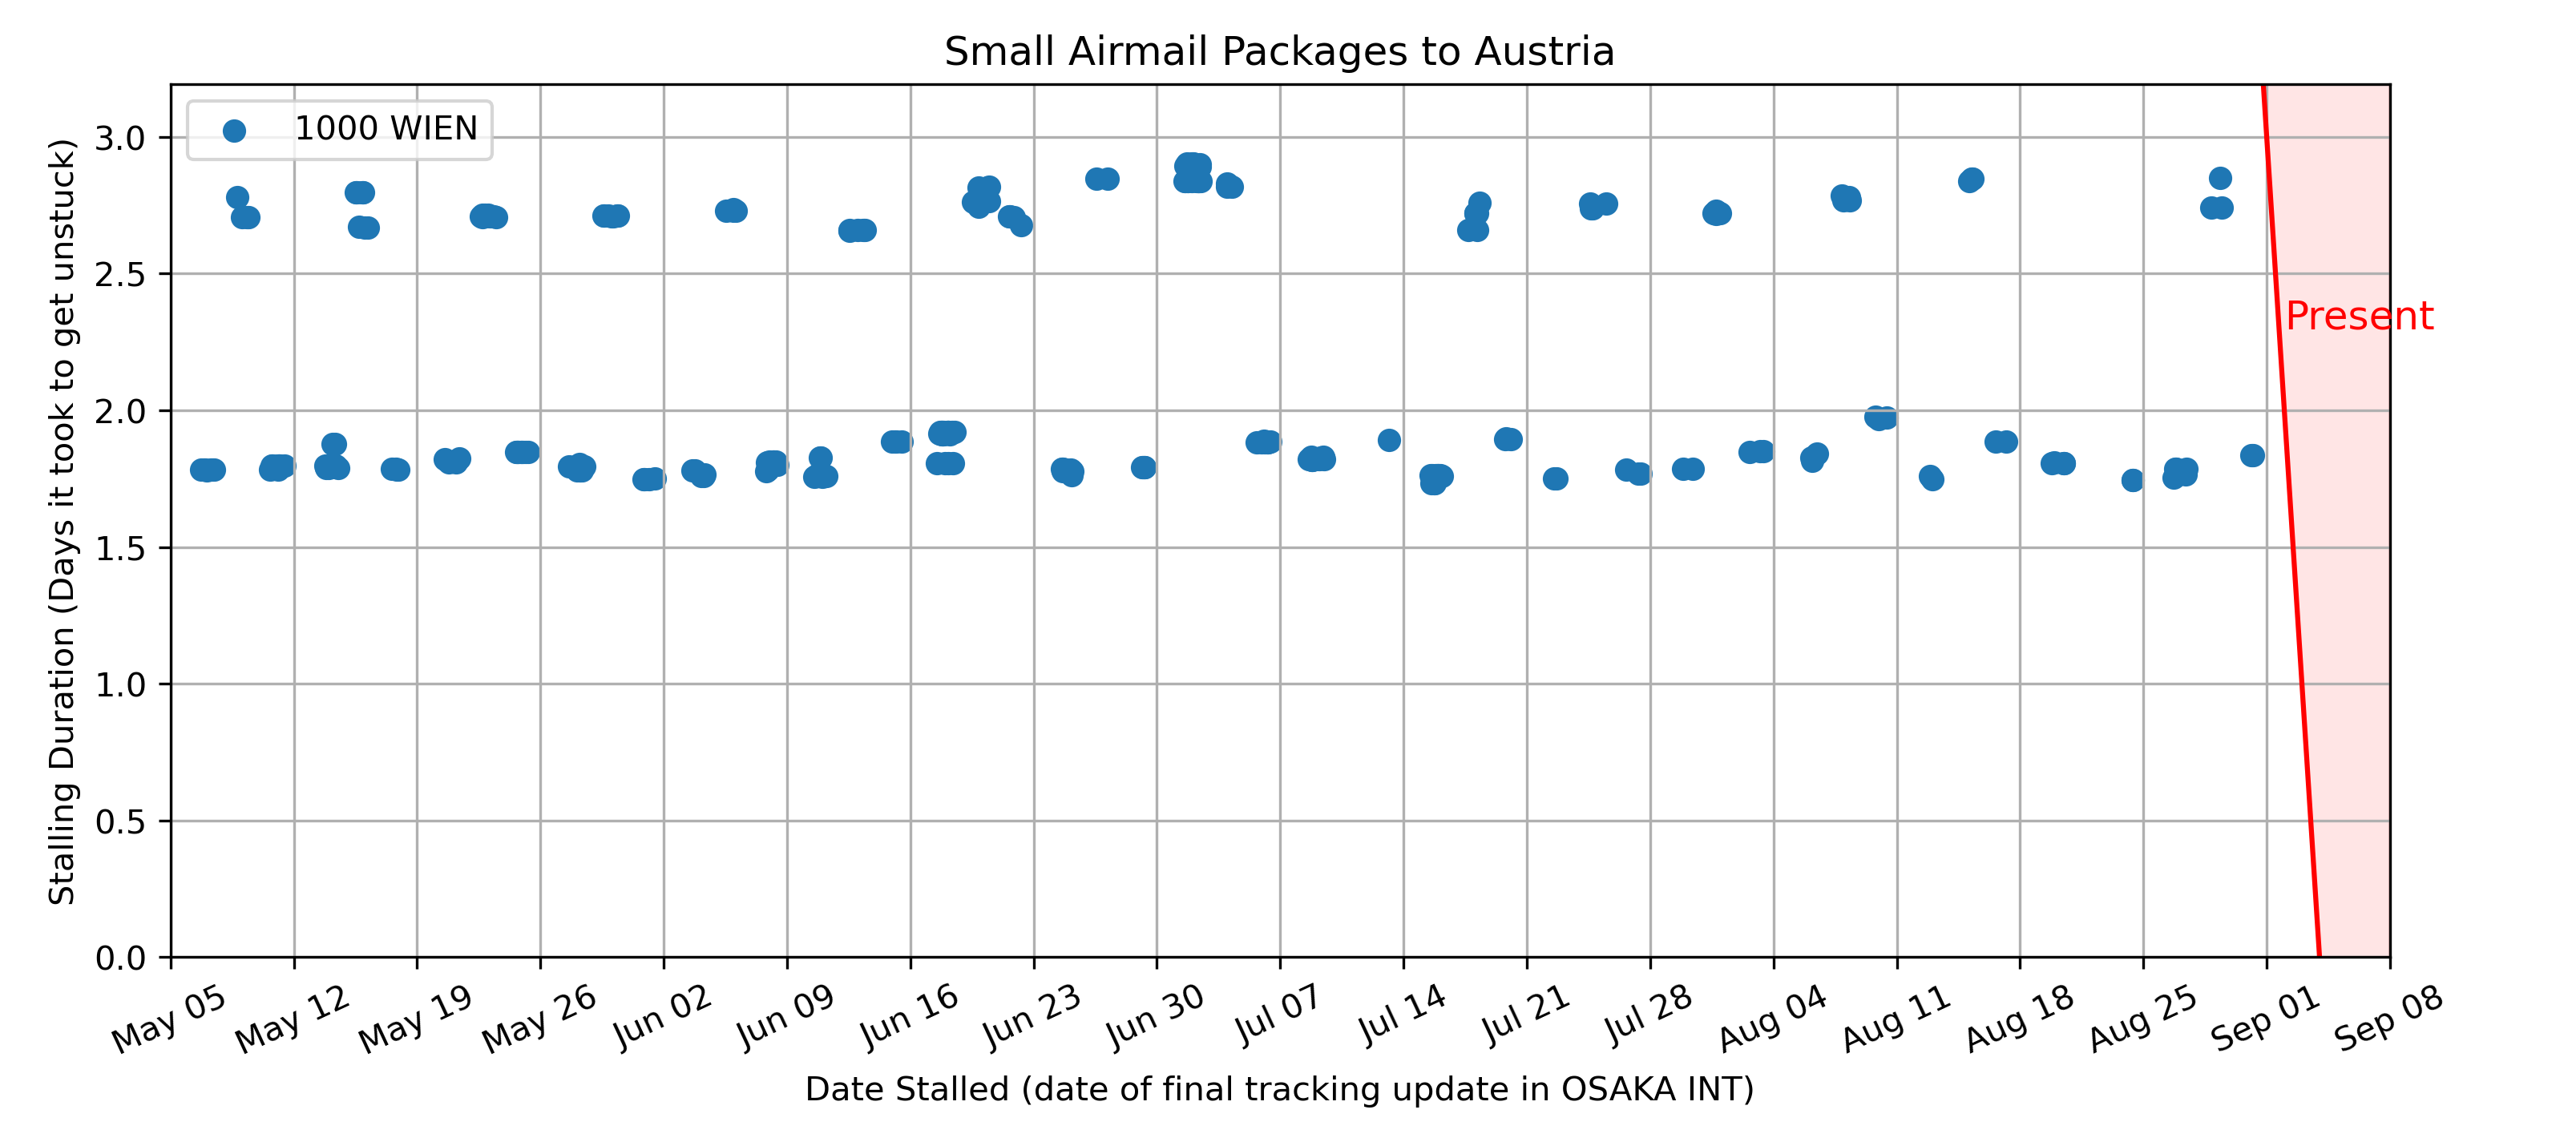 Small Airmail Packages to Austria
1000 WIEN
3.0
2.5
2.0
1.5
1.0
0.5
0.0
Stalling Duration (Days it took to get unstuck)
Present
May 05
May 12
May 19
May 26
Jun 02
Jun 09
Jun 16
Jun 23
Jun 30
Jul 07
Jul 14
Jul 21
Jul 28
Aug 04
Aug 11
Aug 18
Aug 25
Sep 01
Sep 08
Date Stalled (date of final tracking update in OSAKA INT)